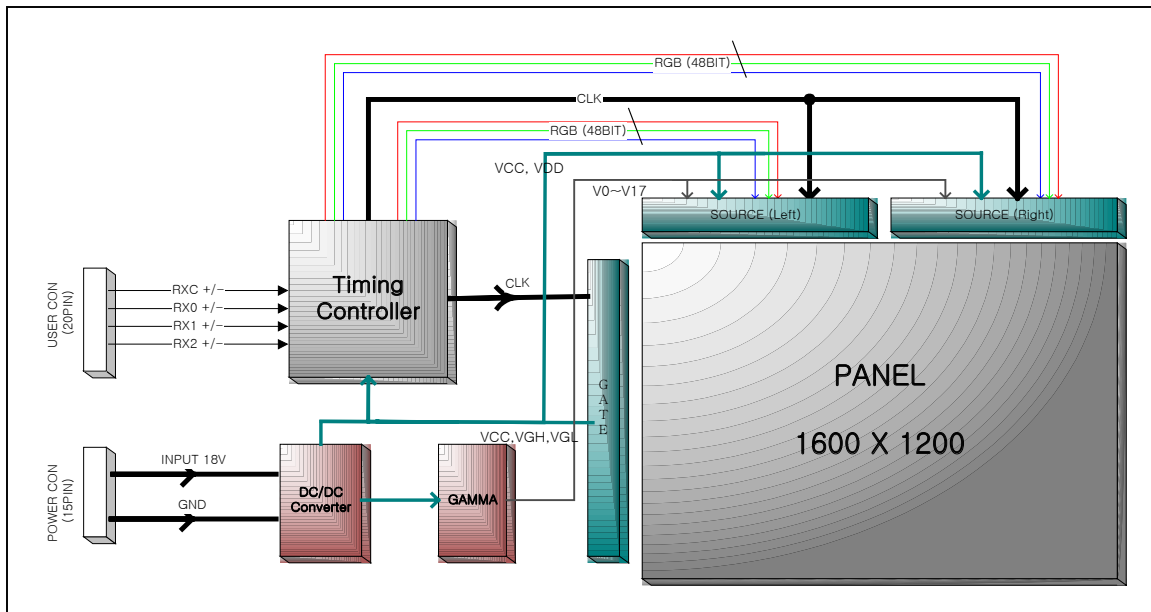 RGB (48BIT)
CLK
RGB (48BIT)
VCC, VDD
V0~V17
SOURCE (Left)
SOURCE (Right)
USER CON
(20PIN)
RXC +/-
RX0 +/-
RX1 +/-
RX2 +/-
Timing
Controller
CLK
GATE
PANEL
1600 X 1200
VCC,VGH,VGL
POWER CON
(15PIN)
INPUT 18V
GND
DC/DC
Converter
GAMMA